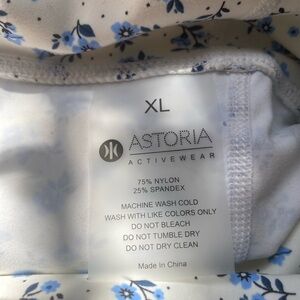 XL
ASTORIA
ACTIVEWEAR
75% NYLON
25% SPANDEX
MACHINE WASH COLD
WASH WITH LIKE COLORS ONLY
DO NOT BLEACH
DO NOT TUMBLE DRY
DO NOT DRY CLEAN
Made In China